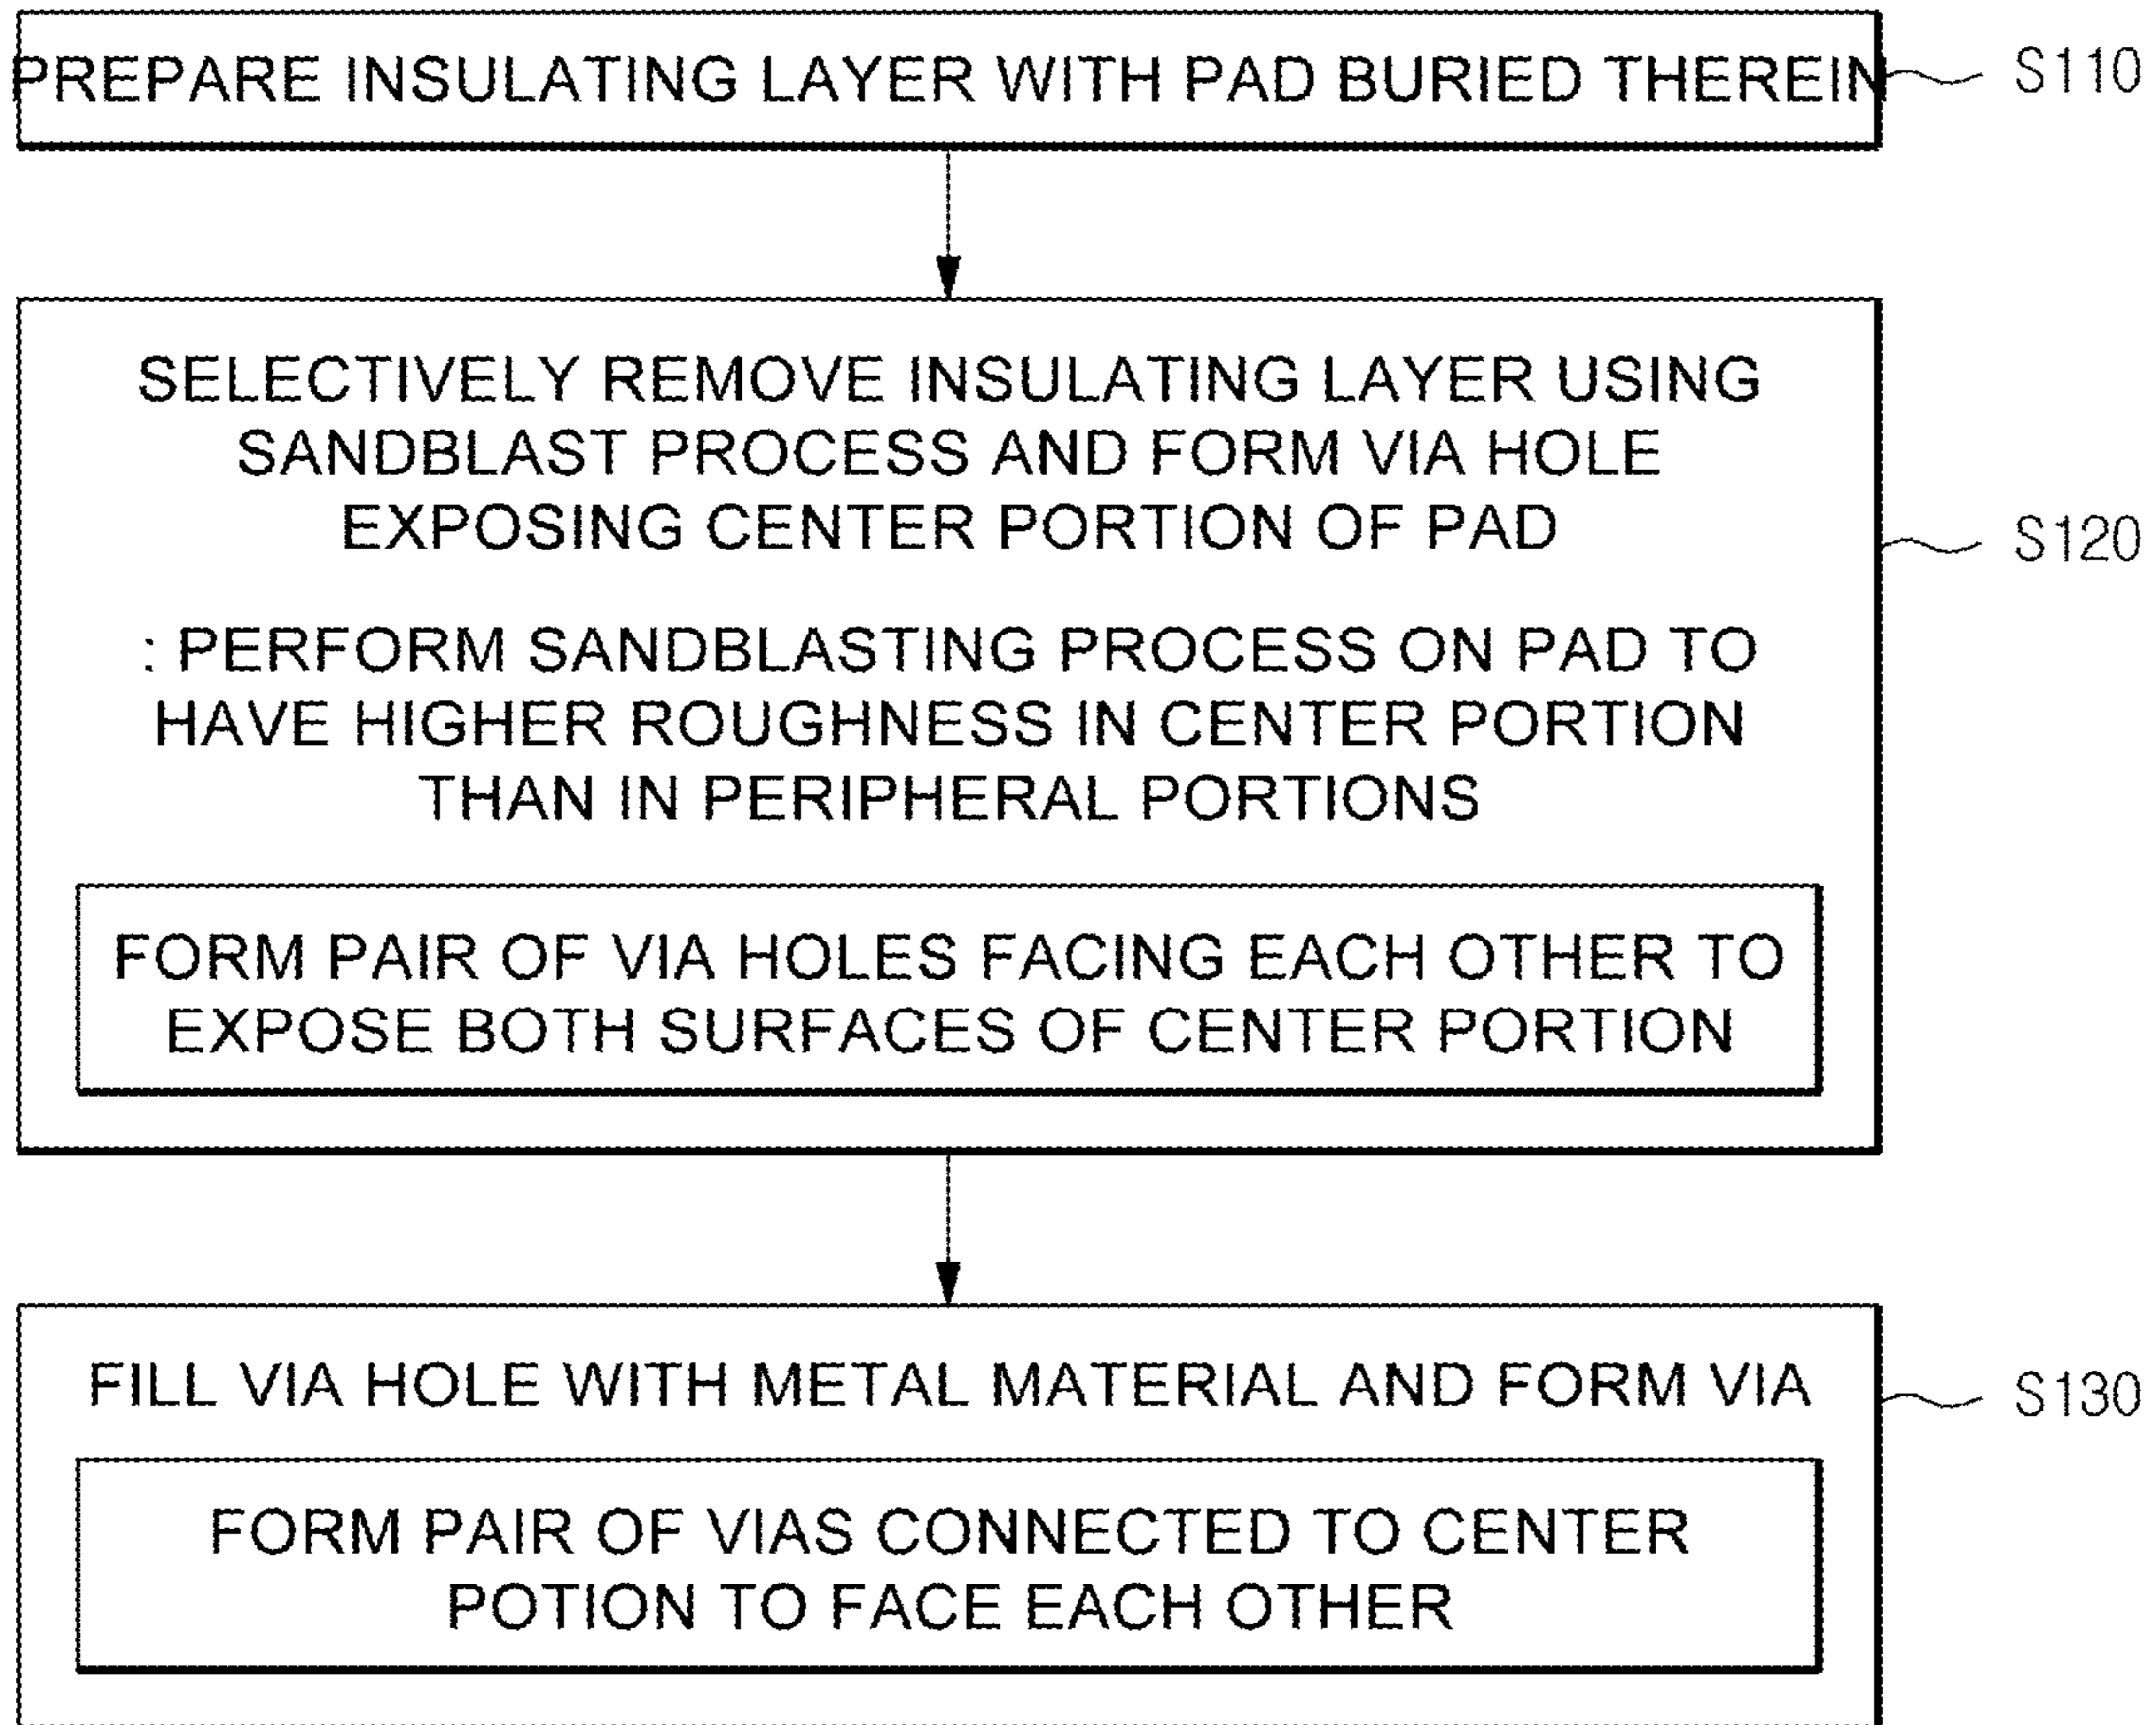 PREPARE INSULATING LAYER WITH PAD BURIED THEREIN
S110
SELECTIVELY REMOVE INSULATING LAYER USING
SANDBLAST PROCESS AND FORM VIA HOLE
EXPOSING CENTER PORTION OF PAD
S120
: PERFORM SANDBLASTING PROCESS ON PAD TO
HAVE HIGHER ROUGHNESS IN CENTER PORTION
THAN IN PERIPHERAL PORTIONS
FORM PAIR OF VIA HOLES FACING EACH OTHER TO
EXPOSE BOTH SURFACES OF CENTER PORTION
FILL VIA HOLE WITH METAL MATERIAL AND FORM VIA
S130
FORM PAIR OF VIAS CONNECTED TO CENTER
POTION TO FACE EACH OTHER